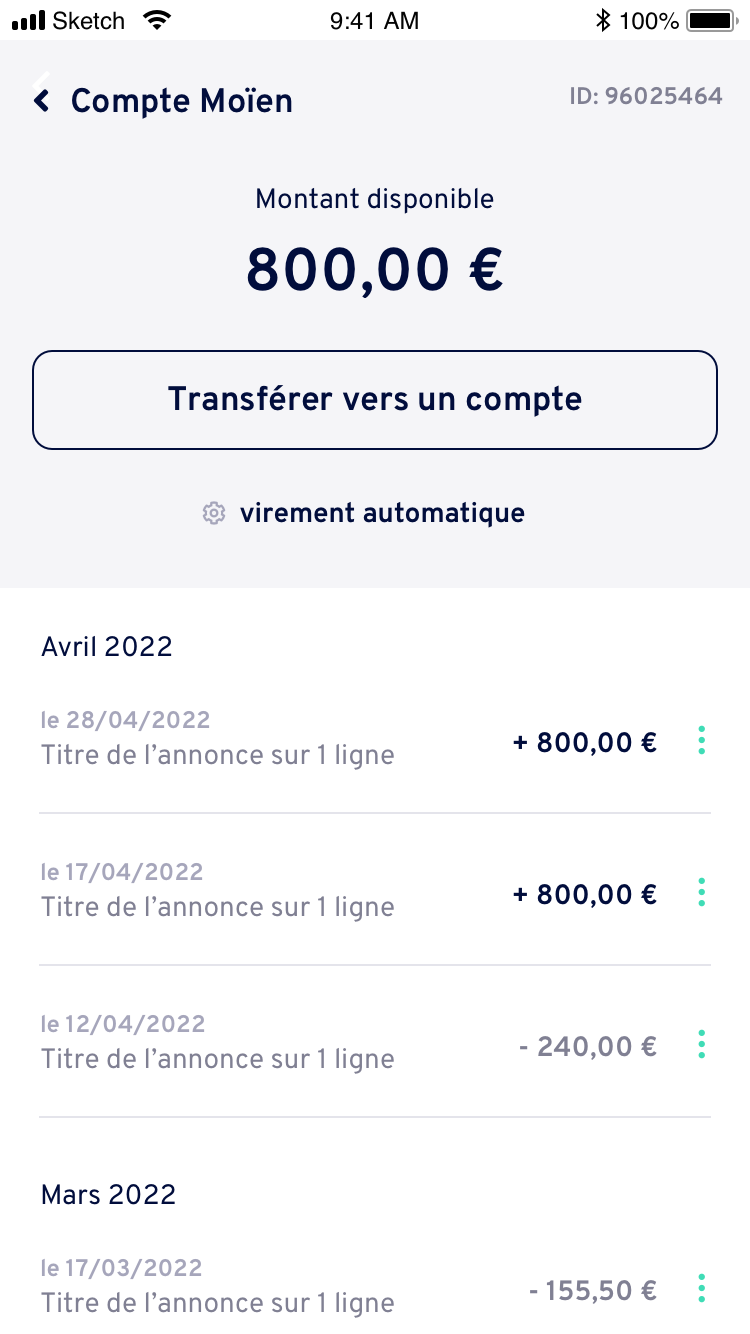 Sketch 9:41 AM 100%
Compte Moïen ID: 96025464
Montant disponible
800,00 €
Transférer vers un compte
virement automatique
Avril 2022
le 28/04/2022
Titre de l’annonce sur 1 ligne + 800,00 €
le 17/04/2022
Titre de l’annonce sur 1 ligne + 800,00 €
le 12/04/2022
Titre de l’annonce sur 1 ligne - 240,00 €
Mars 2022
le 17/03/2022
Titre de l’annonce sur 1 ligne - 155,50 €